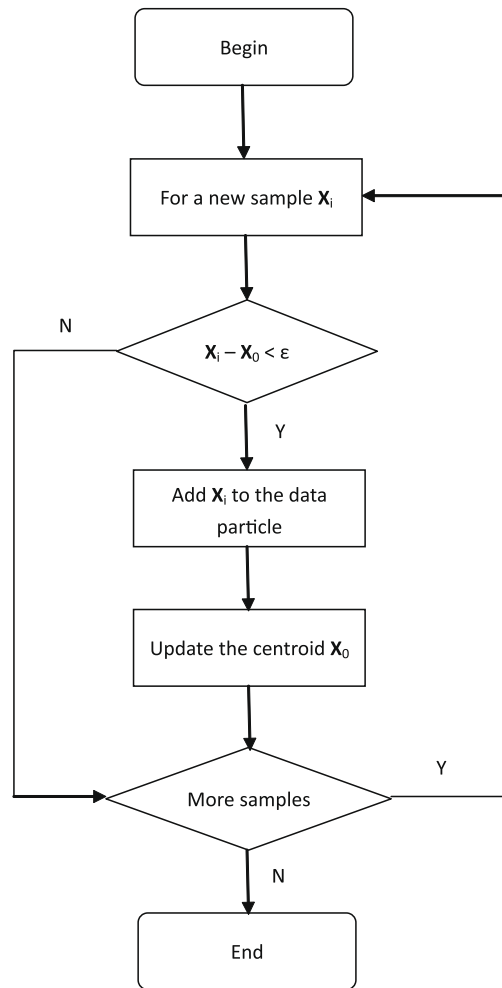 Begin
For a new sample Xᵢ
N
Xᵢ – X₀ < ε
Y
Add Xᵢ to the data
particle
Update the centroid X₀
Y
More samples
N
End